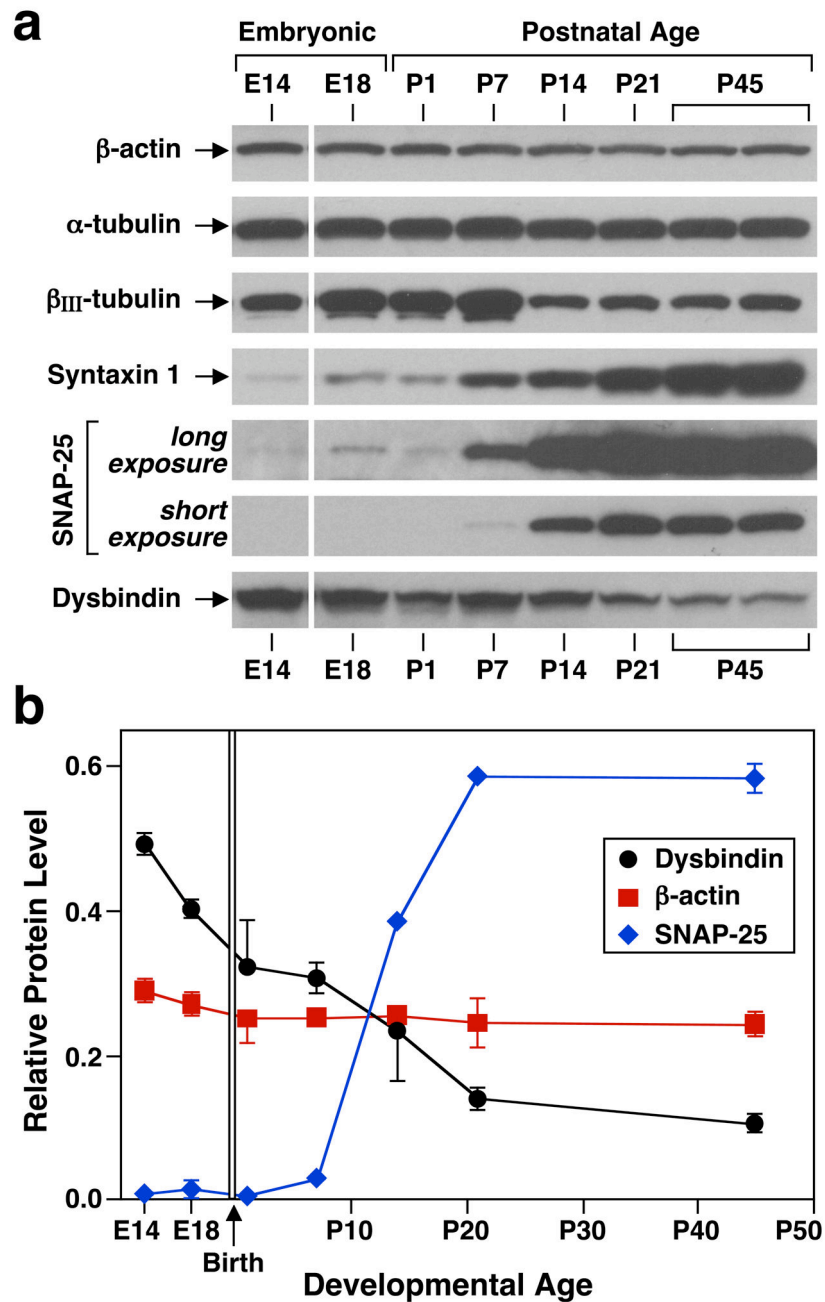 a
Embryonic Postnatal Age
E14 E18 P1 P7 P14 P21 P45
β-actin
α-tubulin
βIII-tubulin
Syntaxin 1
SNAP-25
long
exposure
short
exposure
Dysbindin
E14 E18 P1 P7 P14 P21 P45
b
Relative Protein Level
0.6
0.4
0.2
0.0
Dysbindin
β-actin
SNAP-25
E14 E18 P10 P20 P30 P40 P50
Birth
Developmental Age